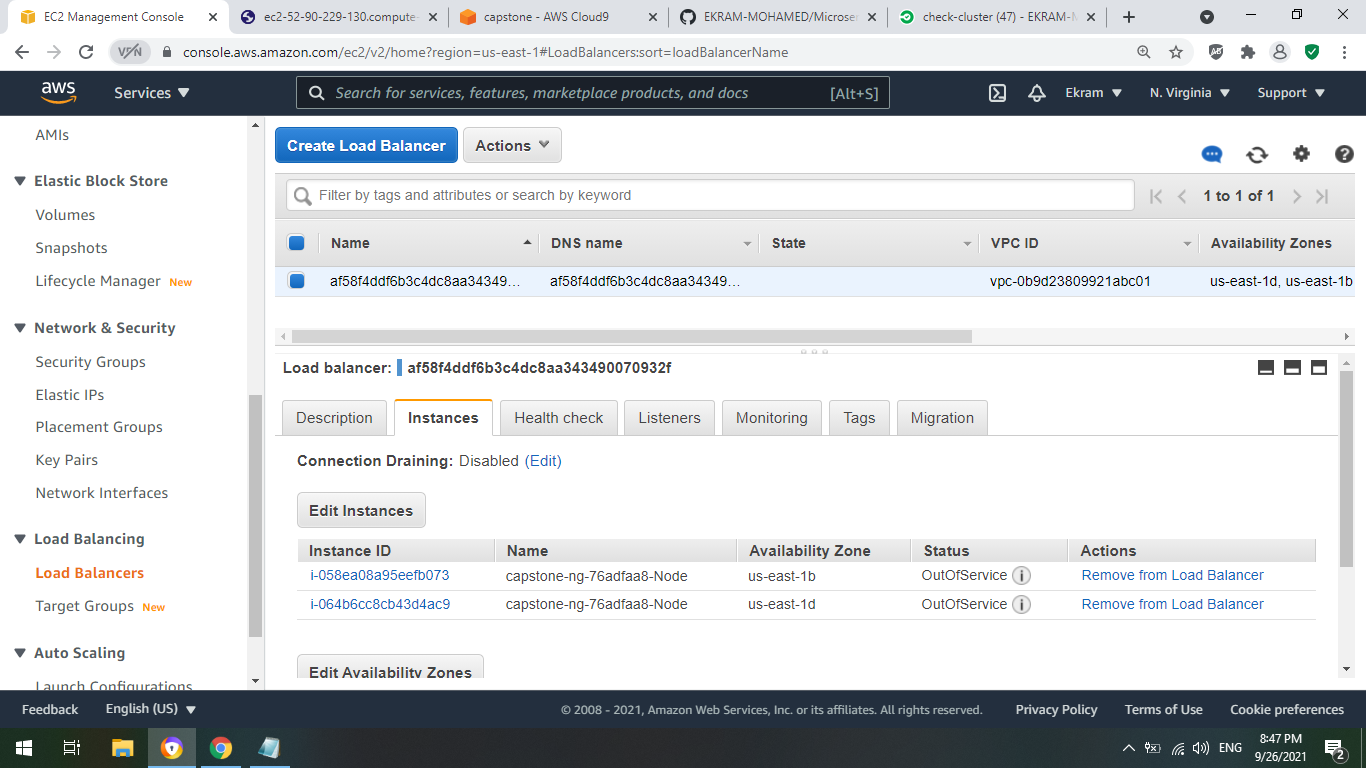 EC2 Management Console
ec2-52-90-229-130.compute-
capstone - AWS Cloud9
EKRAM-MOHAMED/Microser
check-cluster (47) - EKRAM-M
VPN
console.aws.amazon.com/ec2/v2/home?region=us-east-1#LoadBalancers:sort=loadBalancerName
aws
Services
Search for services, features, marketplace products, and docs
[Alt+S]
Ekram
N. Virginia
Support
AMIs
Elastic Block Store
Volumes
Snapshots
Lifecycle Manager New
Network & Security
Security Groups
Elastic IPs
Placement Groups
Key Pairs
Network Interfaces
Load Balancing
Load Balancers
Target Groups New
Auto Scaling
Launch Configurations
Create Load Balancer
Actions
Filter by tags and attributes or search by keyword
1 to 1 of 1
Name DNS name State VPC ID Availability Zones
af58f4ddf6b3c4dc8aa34349... af58f4ddf6b3c4dc8aa34349... vpc-0b9d23809921abc01 us-east-1d, us-east-1b
Load balancer: af58f4ddf6b3c4dc8aa343490070932f
Description Instances Health check Listeners Monitoring Tags Migration
Connection Draining: Disabled (Edit)
Edit Instances
Instance ID Name Availability Zone Status Actions
i-058ea08a95eefb073 capstone-ng-76adfaa8-Node us-east-1b OutOfService i Remove from Load Balancer
i-064b6cc8cb43d4ac9 capstone-ng-76adfaa8-Node us-east-1d OutOfService i Remove from Load Balancer
Edit Availability Zones
Feedback
English (US)
© 2008 - 2021, Amazon Web Services, Inc. or its affiliates. All rights reserved.
Privacy Policy
Terms of Use
Cookie preferences
ENG
8:47 PM
9/26/2021
2